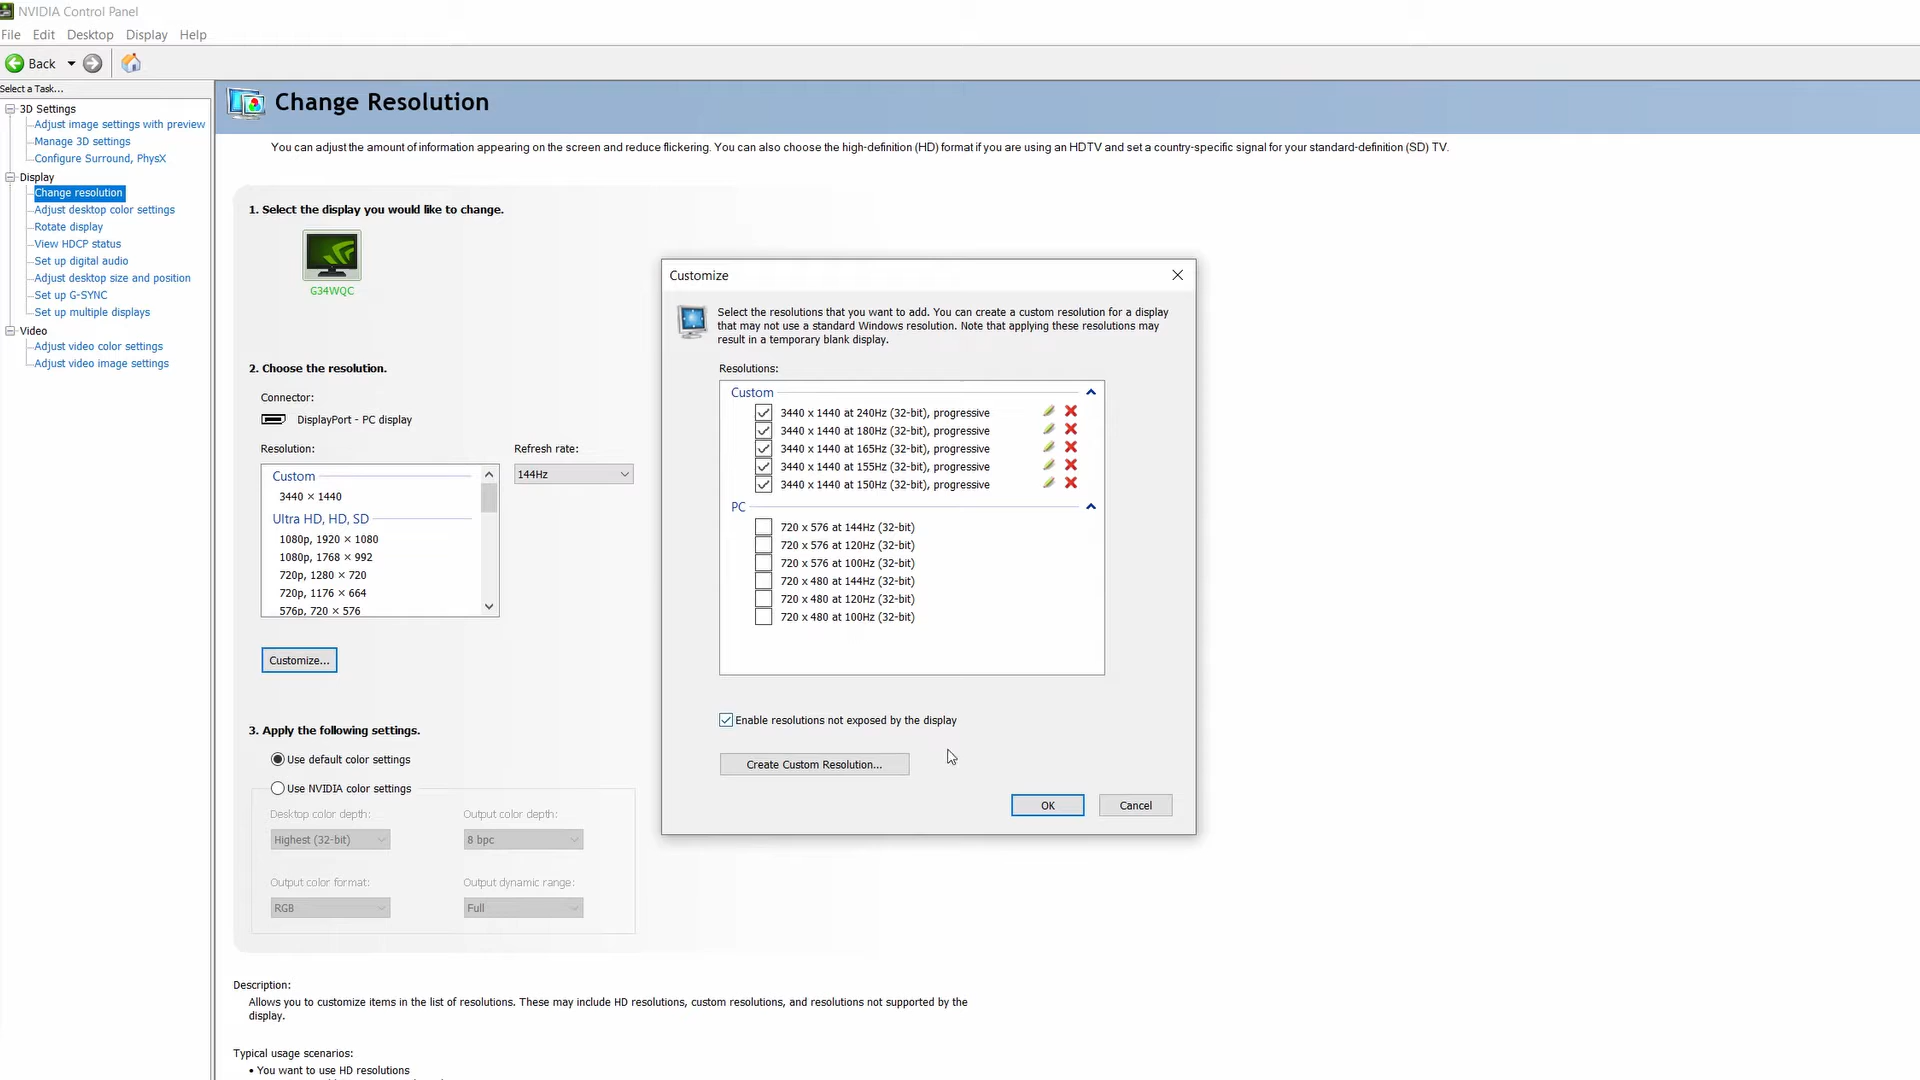 NVIDIA Control Panel
File Edit Desktop Display Help
Back
Select a Task...
3D Settings
Adjust image settings with preview
Manage 3D settings
Configure Surround, PhysX
Display
Change resolution
Adjust desktop color settings
Rotate display
View HDCP status
Set up digital audio
Adjust desktop size and position
Set up G-SYNC
Set up multiple displays
Video
Adjust video color settings
Adjust video image settings
Change Resolution
You can adjust the amount of information appearing on the screen and reduce flickering. You can also choose the high-definition (HD) format if you are using an HDTV and set a country-specific signal for your standard-definition (SD) TV.
1. Select the display you would like to change.
G34WQC
2. Choose the resolution.
Connector:
DisplayPort - PC display
Resolution:
Refresh rate:
144Hz
Custom
3440 × 1440
Ultra HD, HD, SD
1080p, 1920 × 1080
1080p, 1768 × 992
720p, 1280 × 720
720p, 1176 × 664
576p, 720 × 576
Customize...
3. Apply the following settings.
Use default color settings
Use NVIDIA color settings
Desktop color depth:
Output color depth:
Highest (32-bit)
8 bpc
Output color format:
Output dynamic range:
RGB
Full
Description:
Allows you to customize items in the list of resolutions. These may include HD resolutions, custom resolutions, and resolutions not supported by the
display.
Typical usage scenarios:
• You want to use HD resolutions
Customize
Select the resolutions that you want to add. You can create a custom resolution for a display
that may not use a standard Windows resolution. Note that applying these resolutions may
result in a temporary blank display.
Resolutions:
Custom
3440 x 1440 at 240Hz (32-bit), progressive
3440 x 1440 at 180Hz (32-bit), progressive
3440 x 1440 at 165Hz (32-bit), progressive
3440 x 1440 at 155Hz (32-bit), progressive
3440 x 1440 at 150Hz (32-bit), progressive
PC
720 x 576 at 144Hz (32-bit)
720 x 576 at 120Hz (32-bit)
720 x 576 at 100Hz (32-bit)
720 x 480 at 144Hz (32-bit)
720 x 480 at 120Hz (32-bit)
720 x 480 at 100Hz (32-bit)
Enable resolutions not exposed by the display
Create Custom Resolution...
OK
Cancel